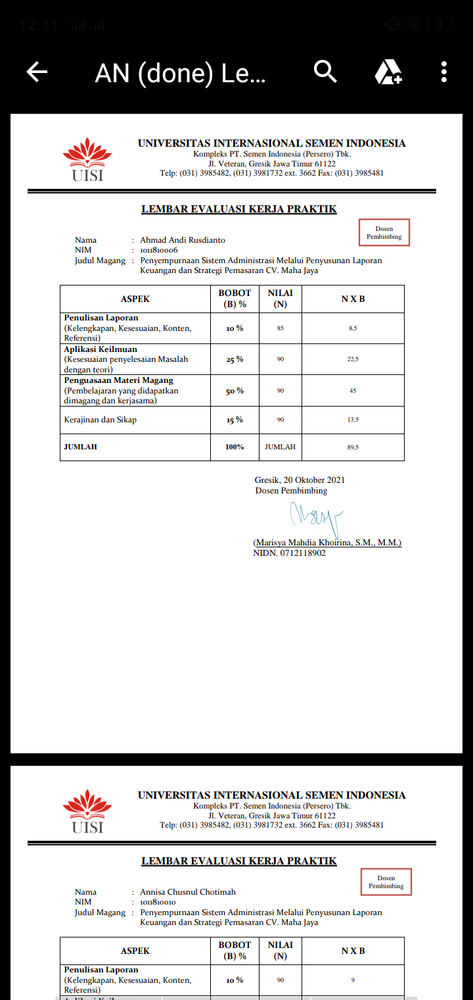 12.11
3
AN (done) Le...
UNIVERSITAS INTERNASIONAL SEMEN INDONESIA
Kompleks PT. Semen Indonesia (Persero) Tbk.
Jl. Veteran, Gresik Jawa Timur 61122
Telp: (031) 3985482, (031) 3981732 ext. 3662 Fax: (031) 3985481
UISI
LEMBAR EVALUASI KERJA PRAKTIK
Dosen
Pembimbing
Nama : Ahmad Andi Rusdianto
NIM : 1011810006
Judul Magang : Penyempurnaan Sistem Administrasi Melalui Penyusunan Laporan
Keuangan dan Strategi Pemasaran CV. Maha Jaya
ASPEK BOBOT (B) % NILAI (N) N X B
Penulisan Laporan
(Kelengkapan, Kesesuaian, Konten, 10 % 85 8,5
Referensi)
Aplikasi Keilmuan
(Kesesuaian penyelesaian Masalah 25 % 90 22,5
dengan teori)
Penguasaan Materi Magang
(Pembelajaran yang didapatkan 50 % 90 45
dimagang dan kerjasama)
Kerajinan dan Sikap 15 % 90 13,5
JUMLAH 100% JUMLAH 89,5
Gresik, 20 Oktober 2021
Dosen Pembimbing
(Marisya Mahdia Khoirina, S.M., M.M.)
NIDN. 0712118902
UNIVERSITAS INTERNASIONAL SEMEN INDONESIA
Kompleks PT. Semen Indonesia (Persero) Tbk.
Jl. Veteran, Gresik Jawa Timur 61122
Telp: (031) 3985482, (031) 3981732 ext. 3662 Fax: (031) 3985481
UISI
LEMBAR EVALUASI KERJA PRAKTIK
Dosen
Pembimbing
Nama : Annisa Chusnul Chotimah
NIM : 1011810010
Judul Magang : Penyempurnaan Sistem Administrasi Melalui Penyusunan Laporan
Keuangan dan Strategi Pemasaran CV. Maha Jaya
ASPEK BOBOT (B) % NILAI (N) N X B
Penulisan Laporan
(Kelengkapan, Kesesuaian, Konten, 10 % 90 9
Referensi)